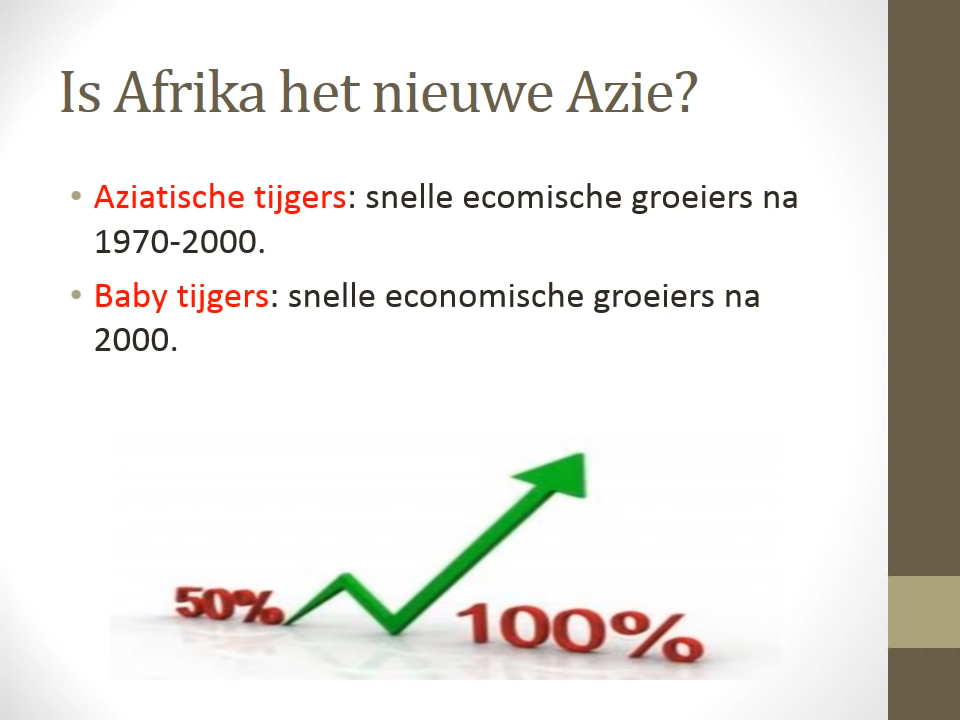 Is Afrika het nieuwe Azie?
• Aziatische tijgers: snelle ecomische groeiers na
1970-2000.
• Baby tijgers: snelle economische groeiers na
2000.
50%
100%